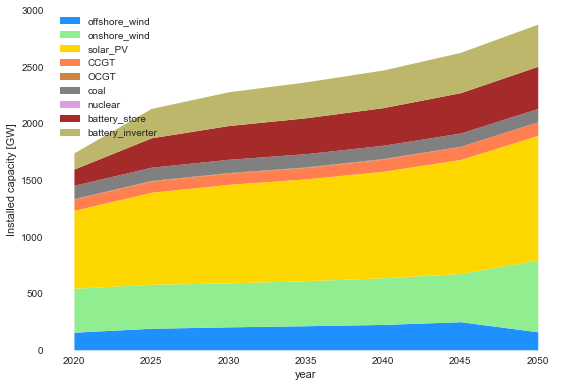 3000
2500
2000
1500
1000
500
0
Installed capacity [GW]
offshore_wind
onshore_wind
solar_PV
CCGT
OCGT
coal
nuclear
battery_store
battery_inverter
2020 2025 2030 2035 2040 2045 2050
year